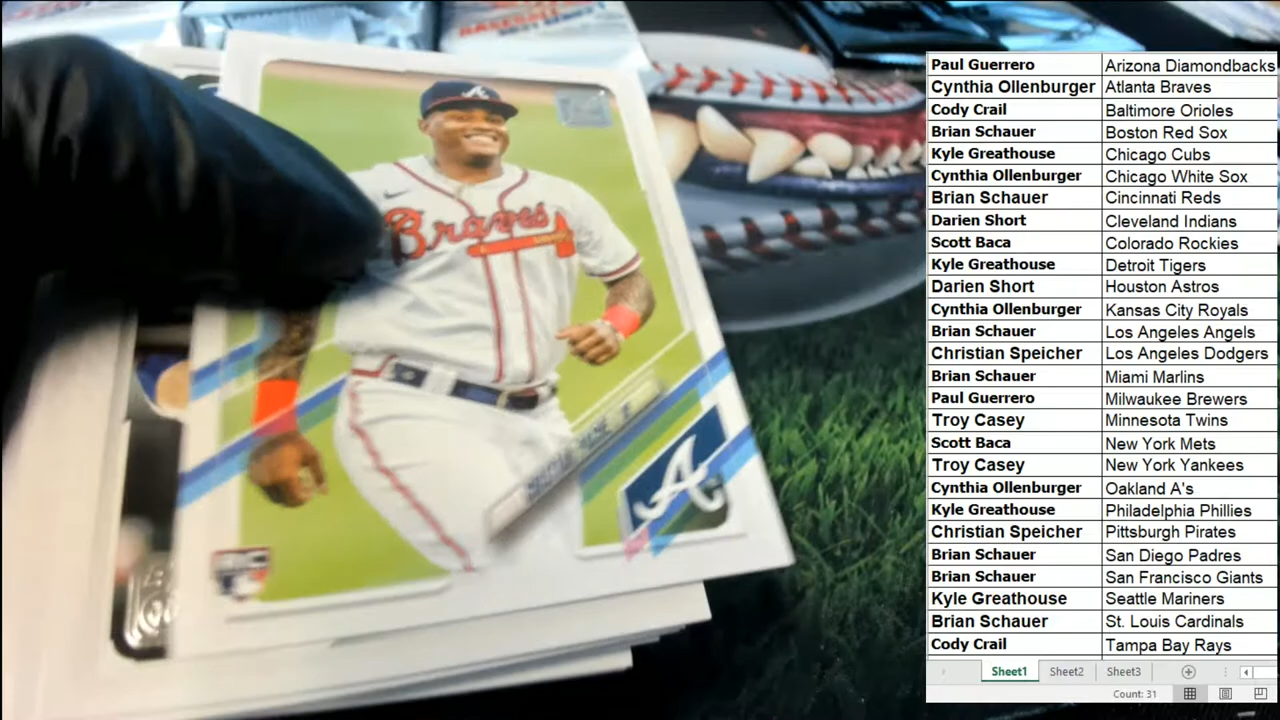 Braves
A
Paul Guerrero Arizona Diamondbacks
Cynthia Ollenburger Atlanta Braves
Cody Crail Baltimore Orioles
Brian Schauer Boston Red Sox
Kyle Greathouse Chicago Cubs
Cynthia Ollenburger Chicago White Sox
Brian Schauer Cincinnati Reds
Darien Short Cleveland Indians
Scott Baca Colorado Rockies
Kyle Greathouse Detroit Tigers
Darien Short Houston Astros
Cynthia Ollenburger Kansas City Royals
Brian Schauer Los Angeles Angels
Christian Speicher Los Angeles Dodgers
Brian Schauer Miami Marlins
Paul Guerrero Milwaukee Brewers
Troy Casey Minnesota Twins
Scott Baca New York Mets
Troy Casey New York Yankees
Cynthia Ollenburger Oakland A's
Kyle Greathouse Philadelphia Phillies
Christian Speicher Pittsburgh Pirates
Brian Schauer San Diego Padres
Brian Schauer San Francisco Giants
Kyle Greathouse Seattle Mariners
Brian Schauer St. Louis Cardinals
Cody Crail Tampa Bay Rays
Sheet1 Sheet2 Sheet3
Count: 31